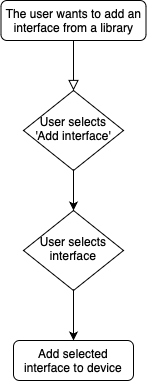 The user wants to add an
interface from a library
User selects
'Add interface'
User selects
interface
Add selected
interface to device